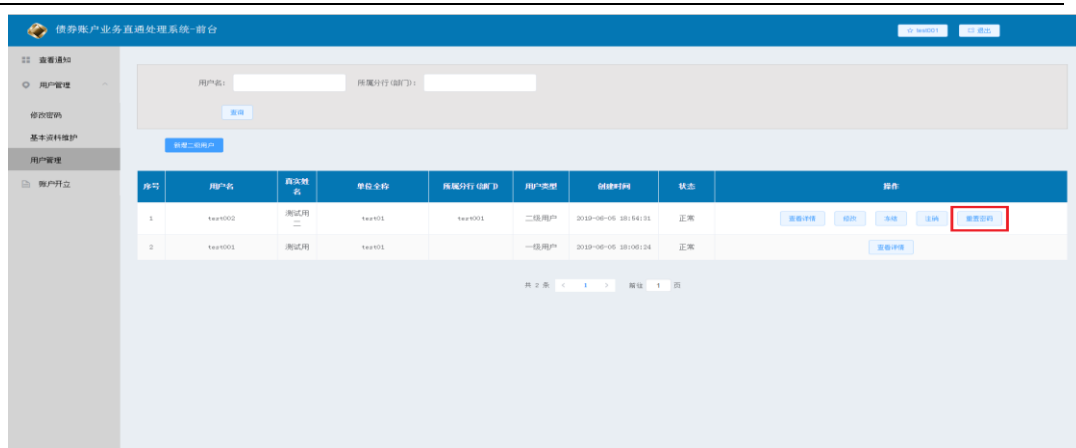 债券账户业务直通处理系统-前台
test001
退出
查看通知
用户管理
修改密码
基本资料维护
用户管理
账户开立
用户名:
所属分行(部门):
查询
新增二级用户
序号 用户名 真实姓名 单位全称 所属分行(部门) 用户类型 创建时间 状态 操作
1 test002 测试用二 test01 test001 二级用户 2019-08-05 18:54:31 正常 查看详情 修改 冻结 注销 重置密码
2 test001 测试用 test01 一级用户 2019-08-05 18:08:24 正常 查看详情
共 2 条 < 1 > 前往 1 页